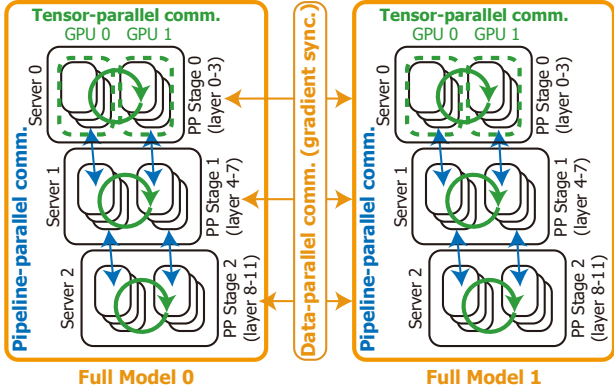 Tensor-parallel comm.
GPU 0 GPU 1
Server 0
PP Stage 0
(layer 0-3)
Server 1
PP Stage 1
(layer 4-7)
Server 2
PP Stage 2
(layer 8-11)
Pipeline-parallel comm.
Full Model 0
Data-parallel comm. (gradient sync.)
Tensor-parallel comm.
GPU 0 GPU 1
Server 0
PP Stage 0
(layer 0-3)
Server 1
PP Stage 1
(layer 4-7)
Server 2
PP Stage 2
(layer 8-11)
Pipeline-parallel comm.
Full Model 1